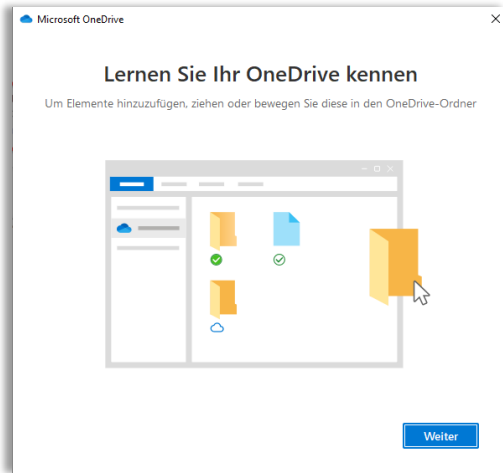 Microsoft OneDrive
Lernen Sie Ihr OneDrive kennen
Um Elemente hinzuzufügen, ziehen oder bewegen Sie diese in den OneDrive-Ordner
Weiter